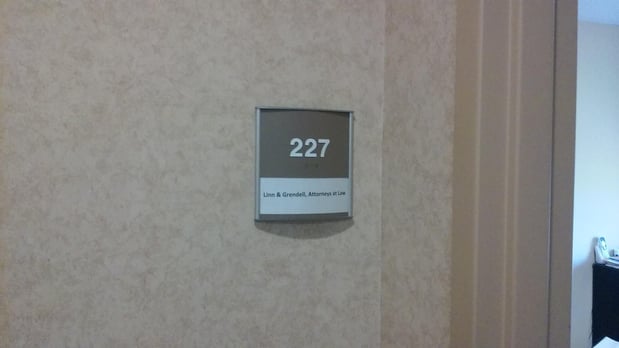 227
Linn & Grendell, Attorneys at Law